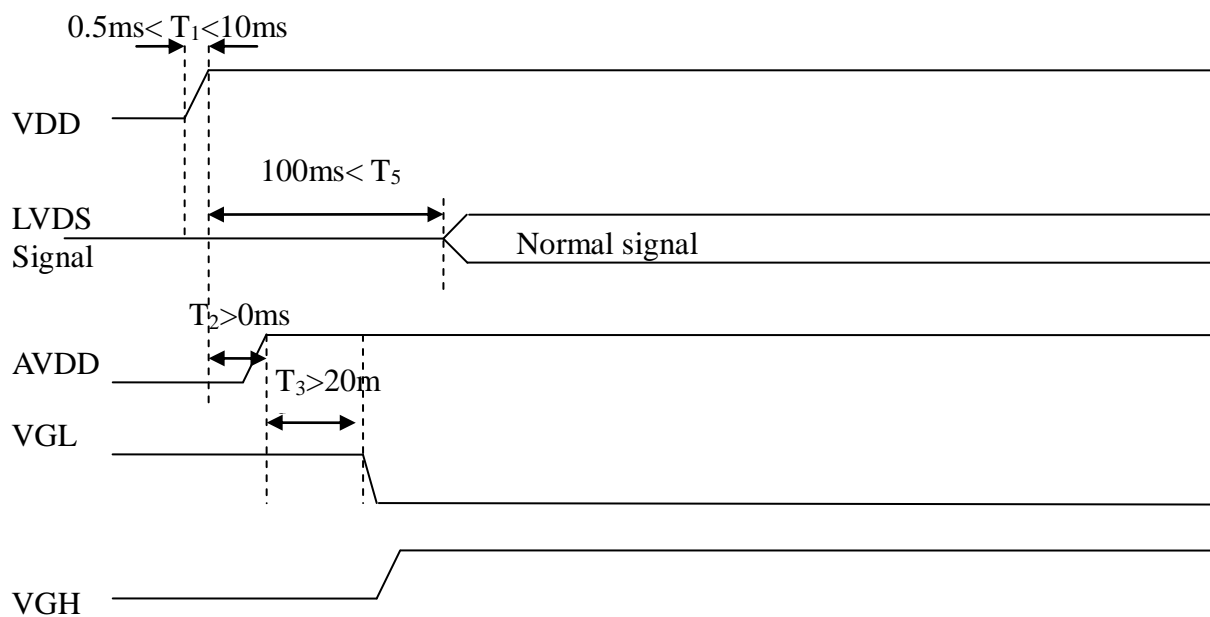 0.5ms< T₁<10ms
VDD
100ms< T₅
LVDS
Signal
Normal signal
T₂>0ms
AVDD
T₃>20m
VGL
VGH